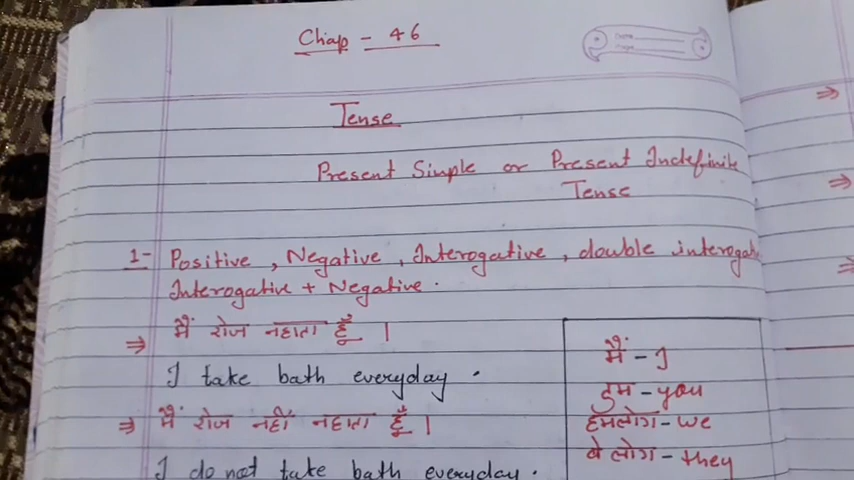 Chap - 46
Tense
Present Simple or Present Indefinite
Tense
1- Positive, Negative, Interogative, double interogat
Interogative + Negative.
⇒ मैं रोज नहाता हूँ।
I take bath everyday.
⇒ मैं रोज नहीं नहाता हूँ।
I do not take bath everyday.
मैं - I
तुम - you
हमलोग - we
वे लोग - they